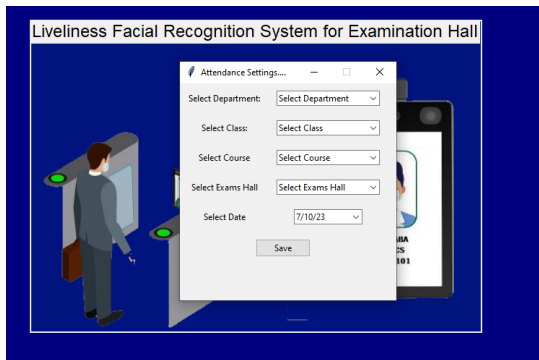 Liveliness Facial Recognition System for Examination Hall
Attendance Settings....
Select Department: Select Department
Select Class: Select Class
Select Course Select Course
Select Exams Hall Select Exams Hall
Select Date 7/10/23
Save
101